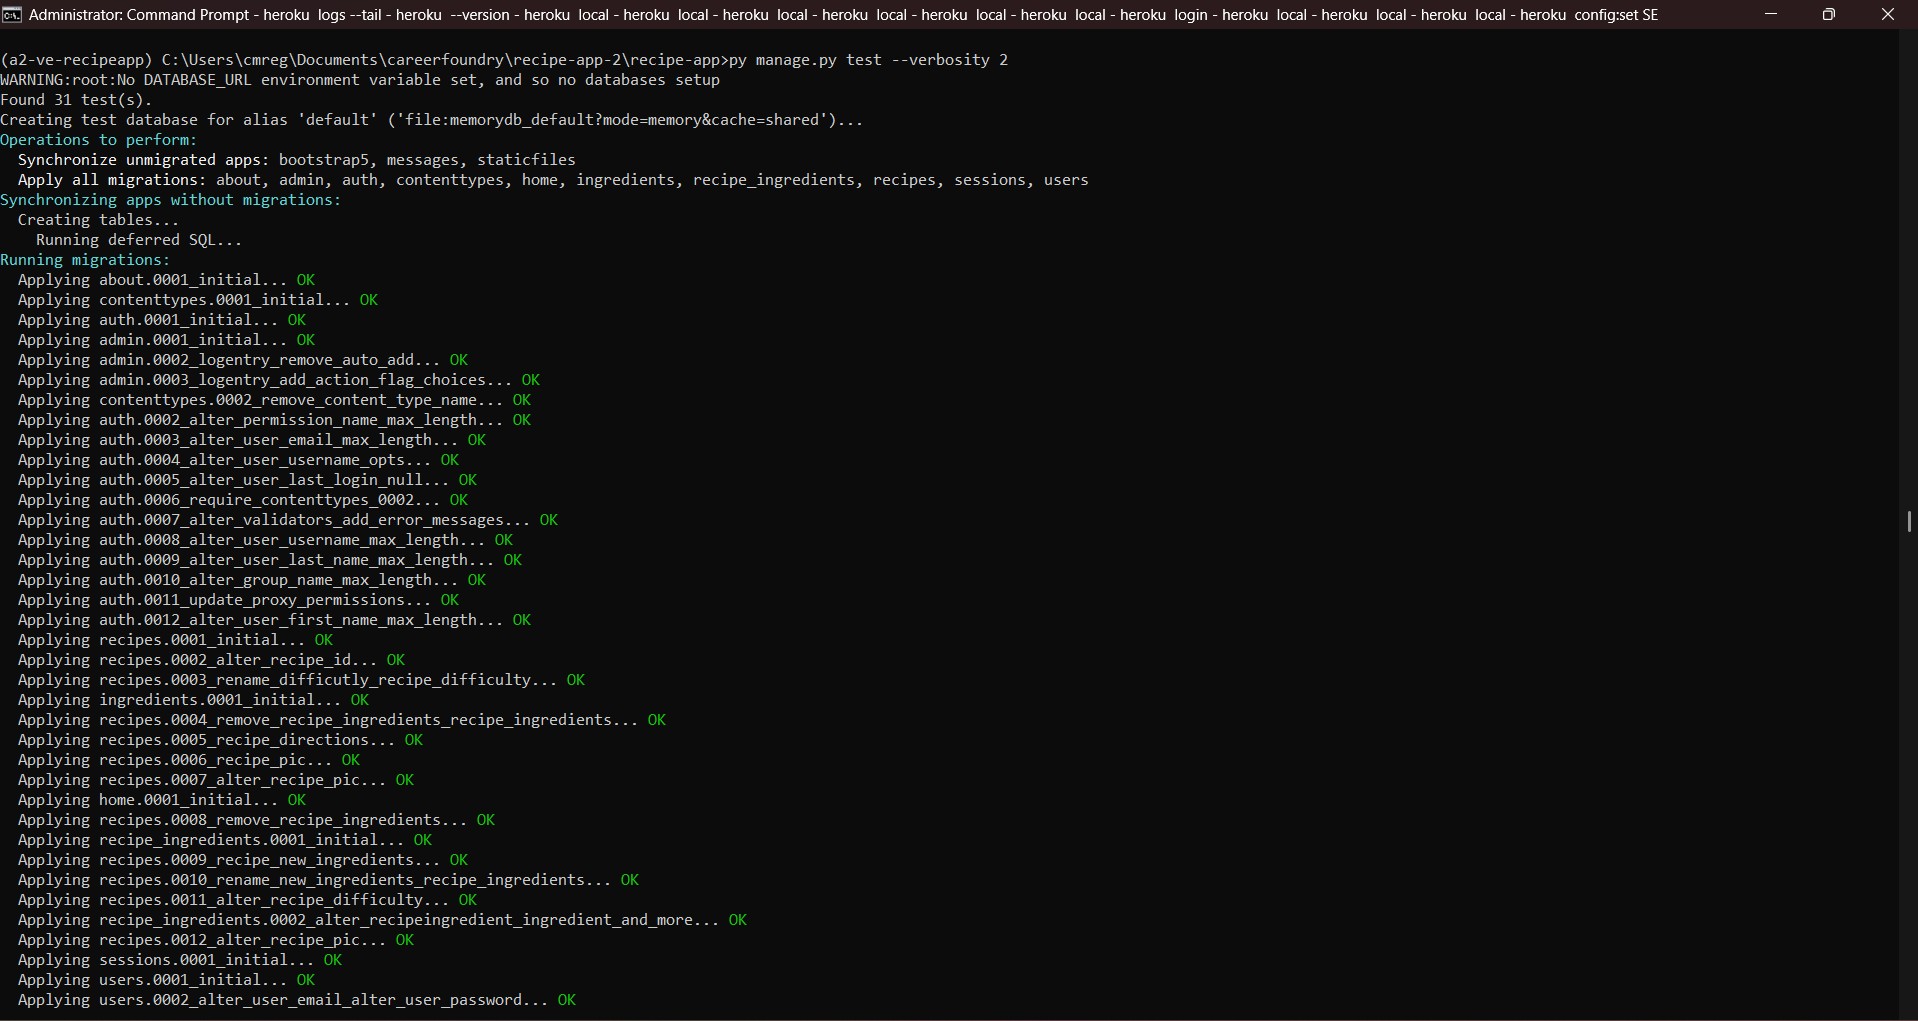 Administrator: Command Prompt - heroku logs --tail - heroku --version - heroku local - heroku local - heroku local - heroku local - heroku local - heroku local - heroku login - heroku local - heroku local - heroku local - heroku config:set SE
(a2-ve-recipeapp) C:\Users\cmreg\Documents\careerfoundry\recipe-app-2\recipe-app>py manage.py test --verbosity 2
WARNING:root:No DATABASE_URL environment variable set, and so no databases setup
Found 31 test(s).
Creating test database for alias 'default' ('file:memorydb_default?mode=memory&cache=shared')...
Operations to perform:
  Synchronize unmigrated apps: bootstrap5, messages, staticfiles
  Apply all migrations: about, admin, auth, contenttypes, home, ingredients, recipe_ingredients, recipes, sessions, users
Synchronizing apps without migrations:
  Creating tables...
    Running deferred SQL...
Running migrations:
  Applying about.0001_initial... OK
  Applying contenttypes.0001_initial... OK
  Applying auth.0001_initial... OK
  Applying admin.0001_initial... OK
  Applying admin.0002_logentry_remove_auto_add... OK
  Applying admin.0003_logentry_add_action_flag_choices... OK
  Applying contenttypes.0002_remove_content_type_name... OK
  Applying auth.0002_alter_permission_name_max_length... OK
  Applying auth.0003_alter_user_email_max_length... OK
  Applying auth.0004_alter_user_username_opts... OK
  Applying auth.0005_alter_user_last_login_null... OK
  Applying auth.0006_require_contenttypes_0002... OK
  Applying auth.0007_alter_validators_add_error_messages... OK
  Applying auth.0008_alter_user_username_max_length... OK
  Applying auth.0009_alter_user_last_name_max_length... OK
  Applying auth.0010_alter_group_name_max_length... OK
  Applying auth.0011_update_proxy_permissions... OK
  Applying auth.0012_alter_user_first_name_max_length... OK
  Applying recipes.0001_initial... OK
  Applying recipes.0002_alter_recipe_id... OK
  Applying recipes.0003_rename_difficutly_recipe_difficulty... OK
  Applying ingredients.0001_initial... OK
  Applying recipes.0004_remove_recipe_ingredients_recipe_ingredients... OK
  Applying recipes.0005_recipe_directions... OK
  Applying recipes.0006_recipe_pic... OK
  Applying recipes.0007_alter_recipe_pic... OK
  Applying home.0001_initial... OK
  Applying recipes.0008_remove_recipe_ingredients... OK
  Applying recipe_ingredients.0001_initial... OK
  Applying recipes.0009_recipe_new_ingredients... OK
  Applying recipes.0010_rename_new_ingredients_recipe_ingredients... OK
  Applying recipes.0011_alter_recipe_difficulty... OK
  Applying recipe_ingredients.0002_alter_recipeingredient_ingredient_and_more... OK
  Applying recipes.0012_alter_recipe_pic... OK
  Applying sessions.0001_initial... OK
  Applying users.0001_initial... OK
  Applying users.0002_alter_user_email_alter_user_password... OK